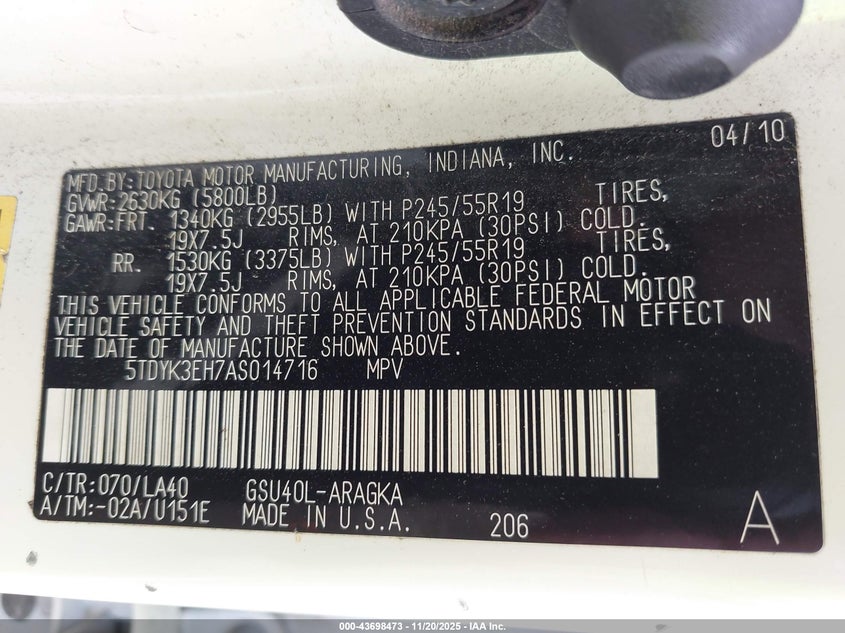 04/10
MFD. BY: TOYOTA MOTOR MANUFACTURING, INDIANA, INC.
GVWR: 2630KG (5800LB)
GAWR: FRT. 1340KG (2955LB) WITH P245/55R19 TIRES,
19X7.5J RIMS, AT 210KPA (30PSI) COLD.
RR. 1530KG (3375LB) WITH P245/55R19 TIRES,
19X7.5J RIMS, AT 210KPA (30PSI) COLD.
THIS VEHICLE CONFORMS TO ALL APPLICABLE FEDERAL MOTOR
VEHICLE SAFETY AND THEFT PREVENTION STANDARDS IN EFFECT ON
THE DATE OF MANUFACTURE SHOWN ABOVE.
5TDYK3EH7AS014716 MPV
C/TR: 070/LA40 GSU40L-ARAGKA
A/TM:-02A/U151E MADE IN U.S.A. 206 A
000-43698473 — 11/20/2025 — IAA Inc.